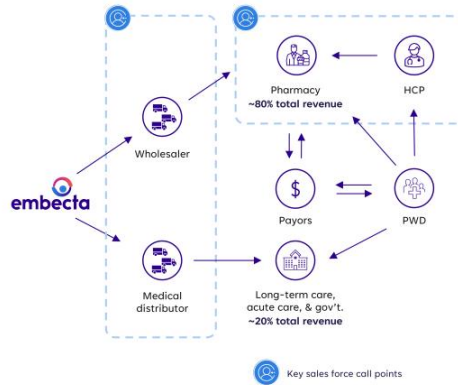 Pharmacy
~80% total revenue
HCP
Wholesaler
embecta
$
Payors
PWD
Medical
distributor
Long-term care,
acute care, & gov't.
~20% total revenue
Key sales force call points